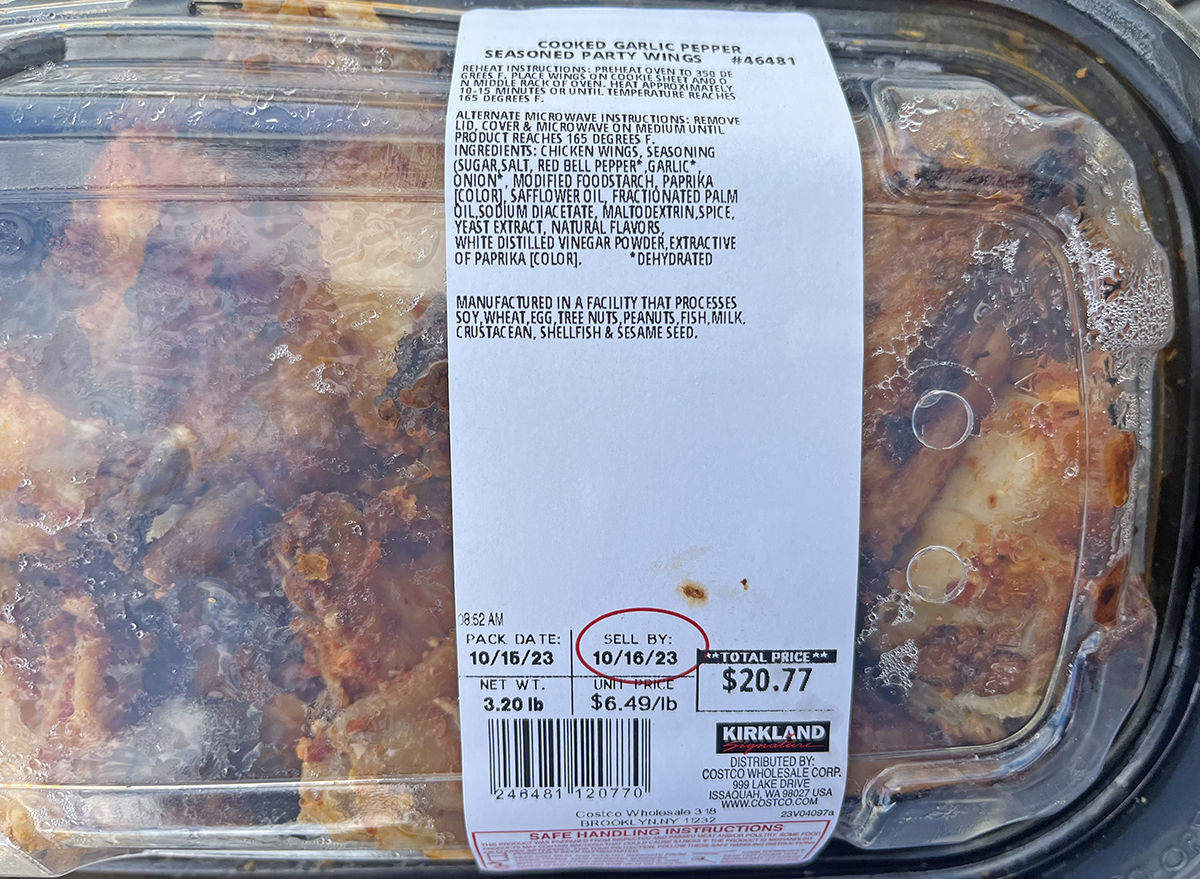 COOKED GARLIC PEPPER
SEASONED PARTY WINGS #46481
REHEAT INSTRUCTIONS: PREHEAT OVEN TO 350 DE
GREES F. PLACE WINGS ON COOKIE SHEET AND O
N MIDDLE RACK OF OVEN. HEAT APPROXIMATELY
10-15 MINUTES OR UNTIL TEMPERATURE REACHES
165 DEGREES F.
ALTERNATE MICROWAVE INSTRUCTIONS: REMOVE
LID, COVER & MICROWAVE ON MEDIUM UNTIL
PRODUCT REACHES 165 DEGREES F.
INGREDIENTS: CHICKEN WINGS, SEASONING
(SUGAR,SALT, RED BELL PEPPER*,GARLIC*,
ONION*, MODIFIED FOODSTARCH, PAPRIKA
[COLOR], SAFFLOWER OIL, FRACTIONATED PALM
OIL,SODIUM DIACETATE, MALTODEXTRIN,SPICE,
YEAST EXTRACT, NATURAL FLAVORS,
WHITE DISTILLED VINEGAR POWDER,EXTRACTIVE
OF PAPRIKA [COLOR]. *DEHYDRATED
MANUFACTURED IN A FACILITY THAT PROCESSES
SOY,WHEAT,EGG,TREE NUTS,PEANUTS,FISH,MILK,
CRUSTACEAN, SHELLFISH & SESAME SEED.
08:52 AM
PACK DATE: SELL BY:
10/15/23 10/16/23
**TOTAL PRICE**
$20.77
NET WT. UNIT PRICE
3.20 lb $6.49/lb
KIRKLAND
Signature
DISTRIBUTED BY:
COSTCO WHOLESALE CORP.
999 LAKE DRIVE
ISSAQUAH, WA 98027 USA
WWW.COSTCO.COM
246481 120770
Costco Wholesale 318
BROOKLYN.NY 11232
23V04097a
SAFE HANDLING INSTRUCTIONS